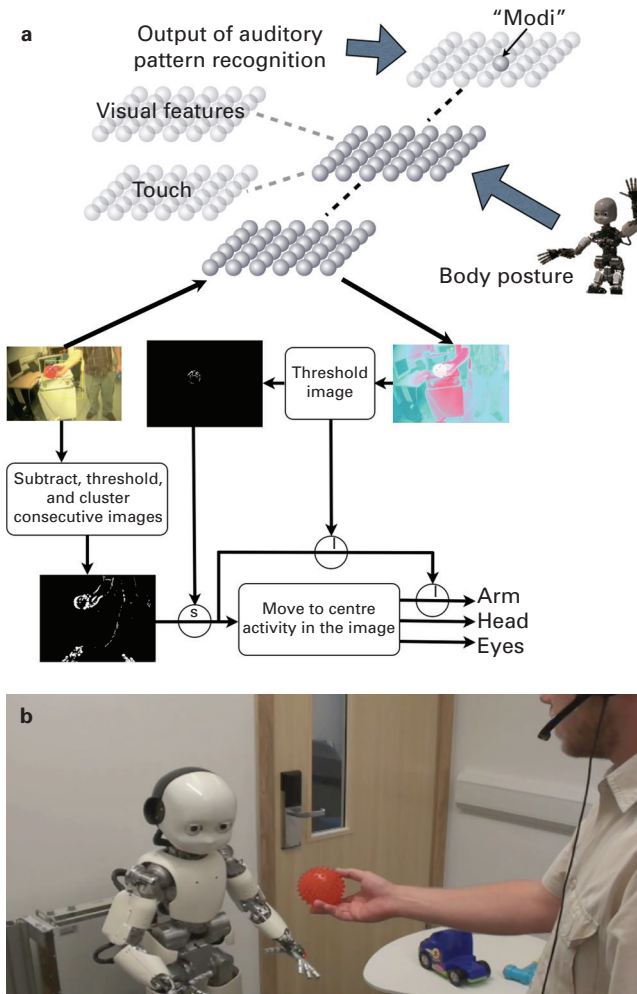 a
Output of auditory
pattern recognition
“Modi”
Visual features
Touch
Body posture
Threshold
image
Subtract, threshold,
and cluster
consecutive images
I
I
s
Move to centre
activity in the image
Arm
Head
Eyes
b